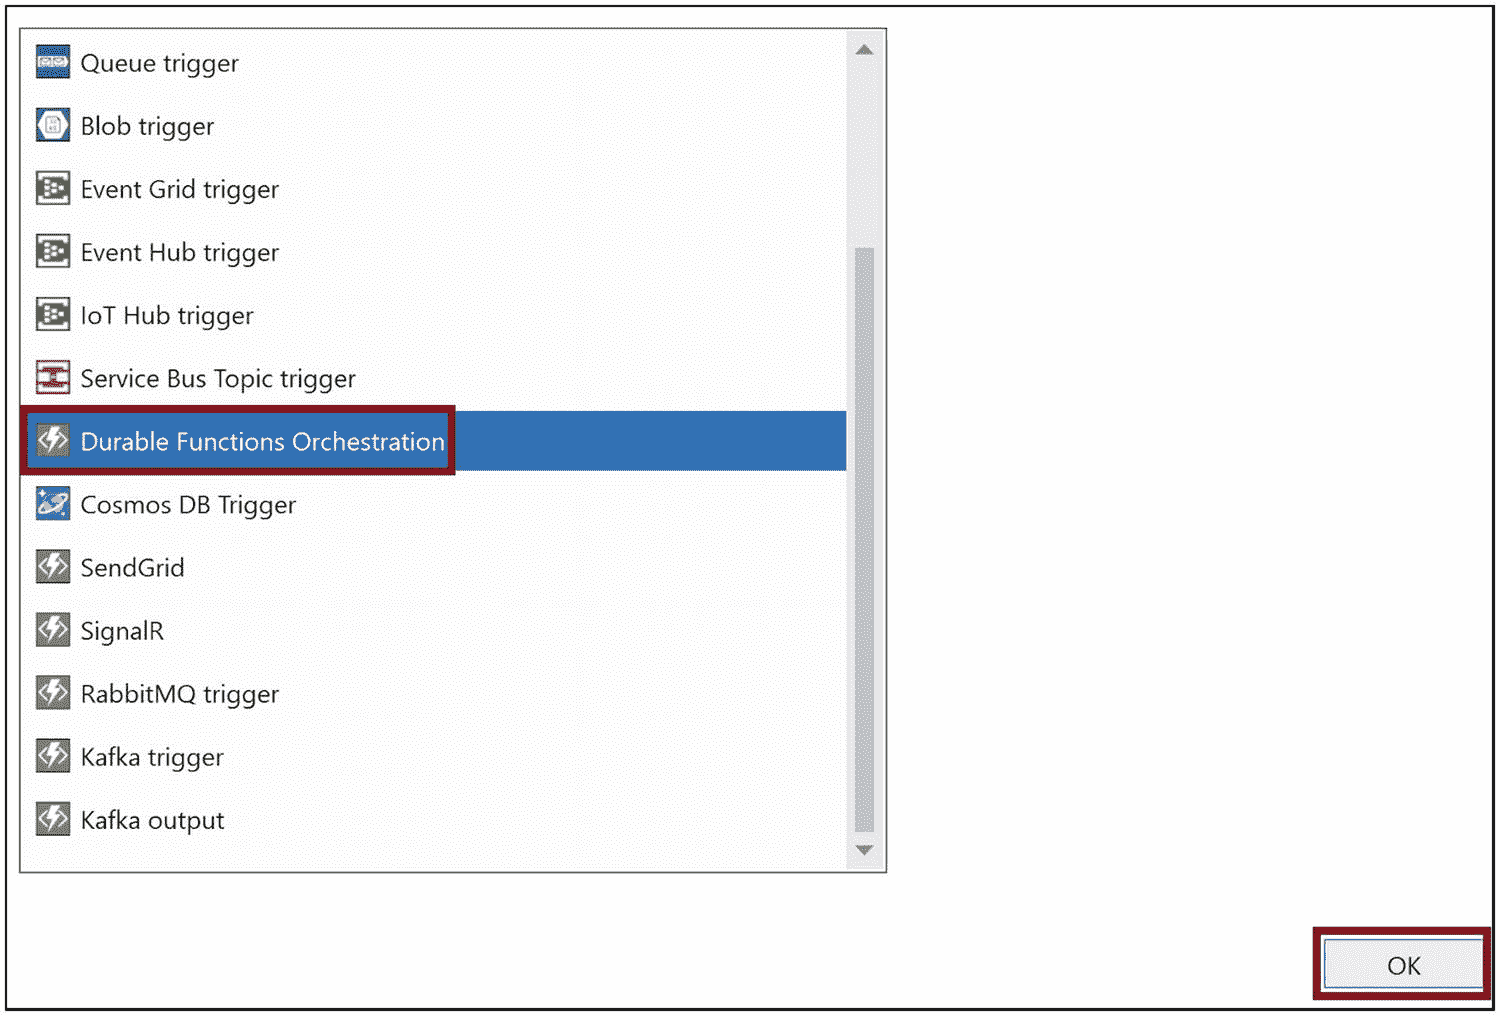 Queue trigger
Blob trigger
Event Grid trigger
Event Hub trigger
IoT Hub trigger
Service Bus Topic trigger
Durable Functions Orchestration
Cosmos DB Trigger
SendGrid
SignalR
RabbitMQ trigger
Kafka trigger
Kafka output
OK